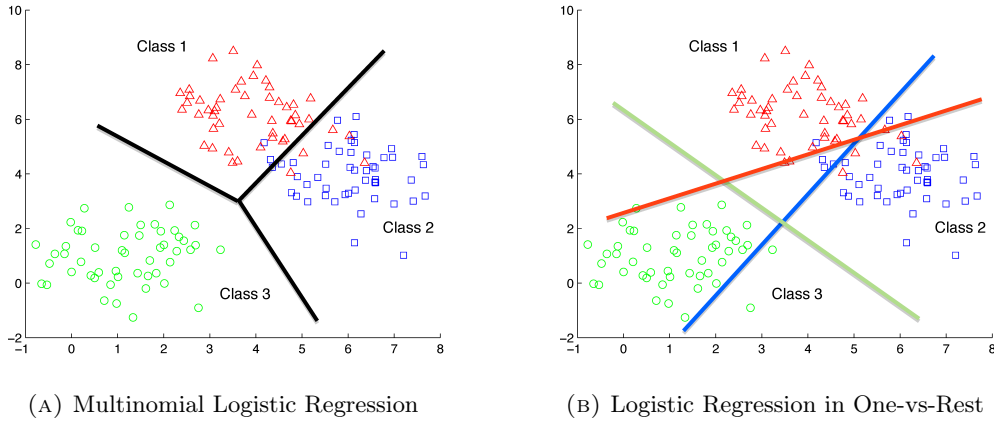 10
8
6
4
2
0
−2
−1 0 1 2 3 4 5 6 7 8
Class 1
Class 2
Class 3
(A) Multinomial Logistic Regression
10
8
6
4
2
0
−2
−1 0 1 2 3 4 5 6 7 8
Class 1
Class 2
Class 3
(B) Logistic Regression in One-vs-Rest